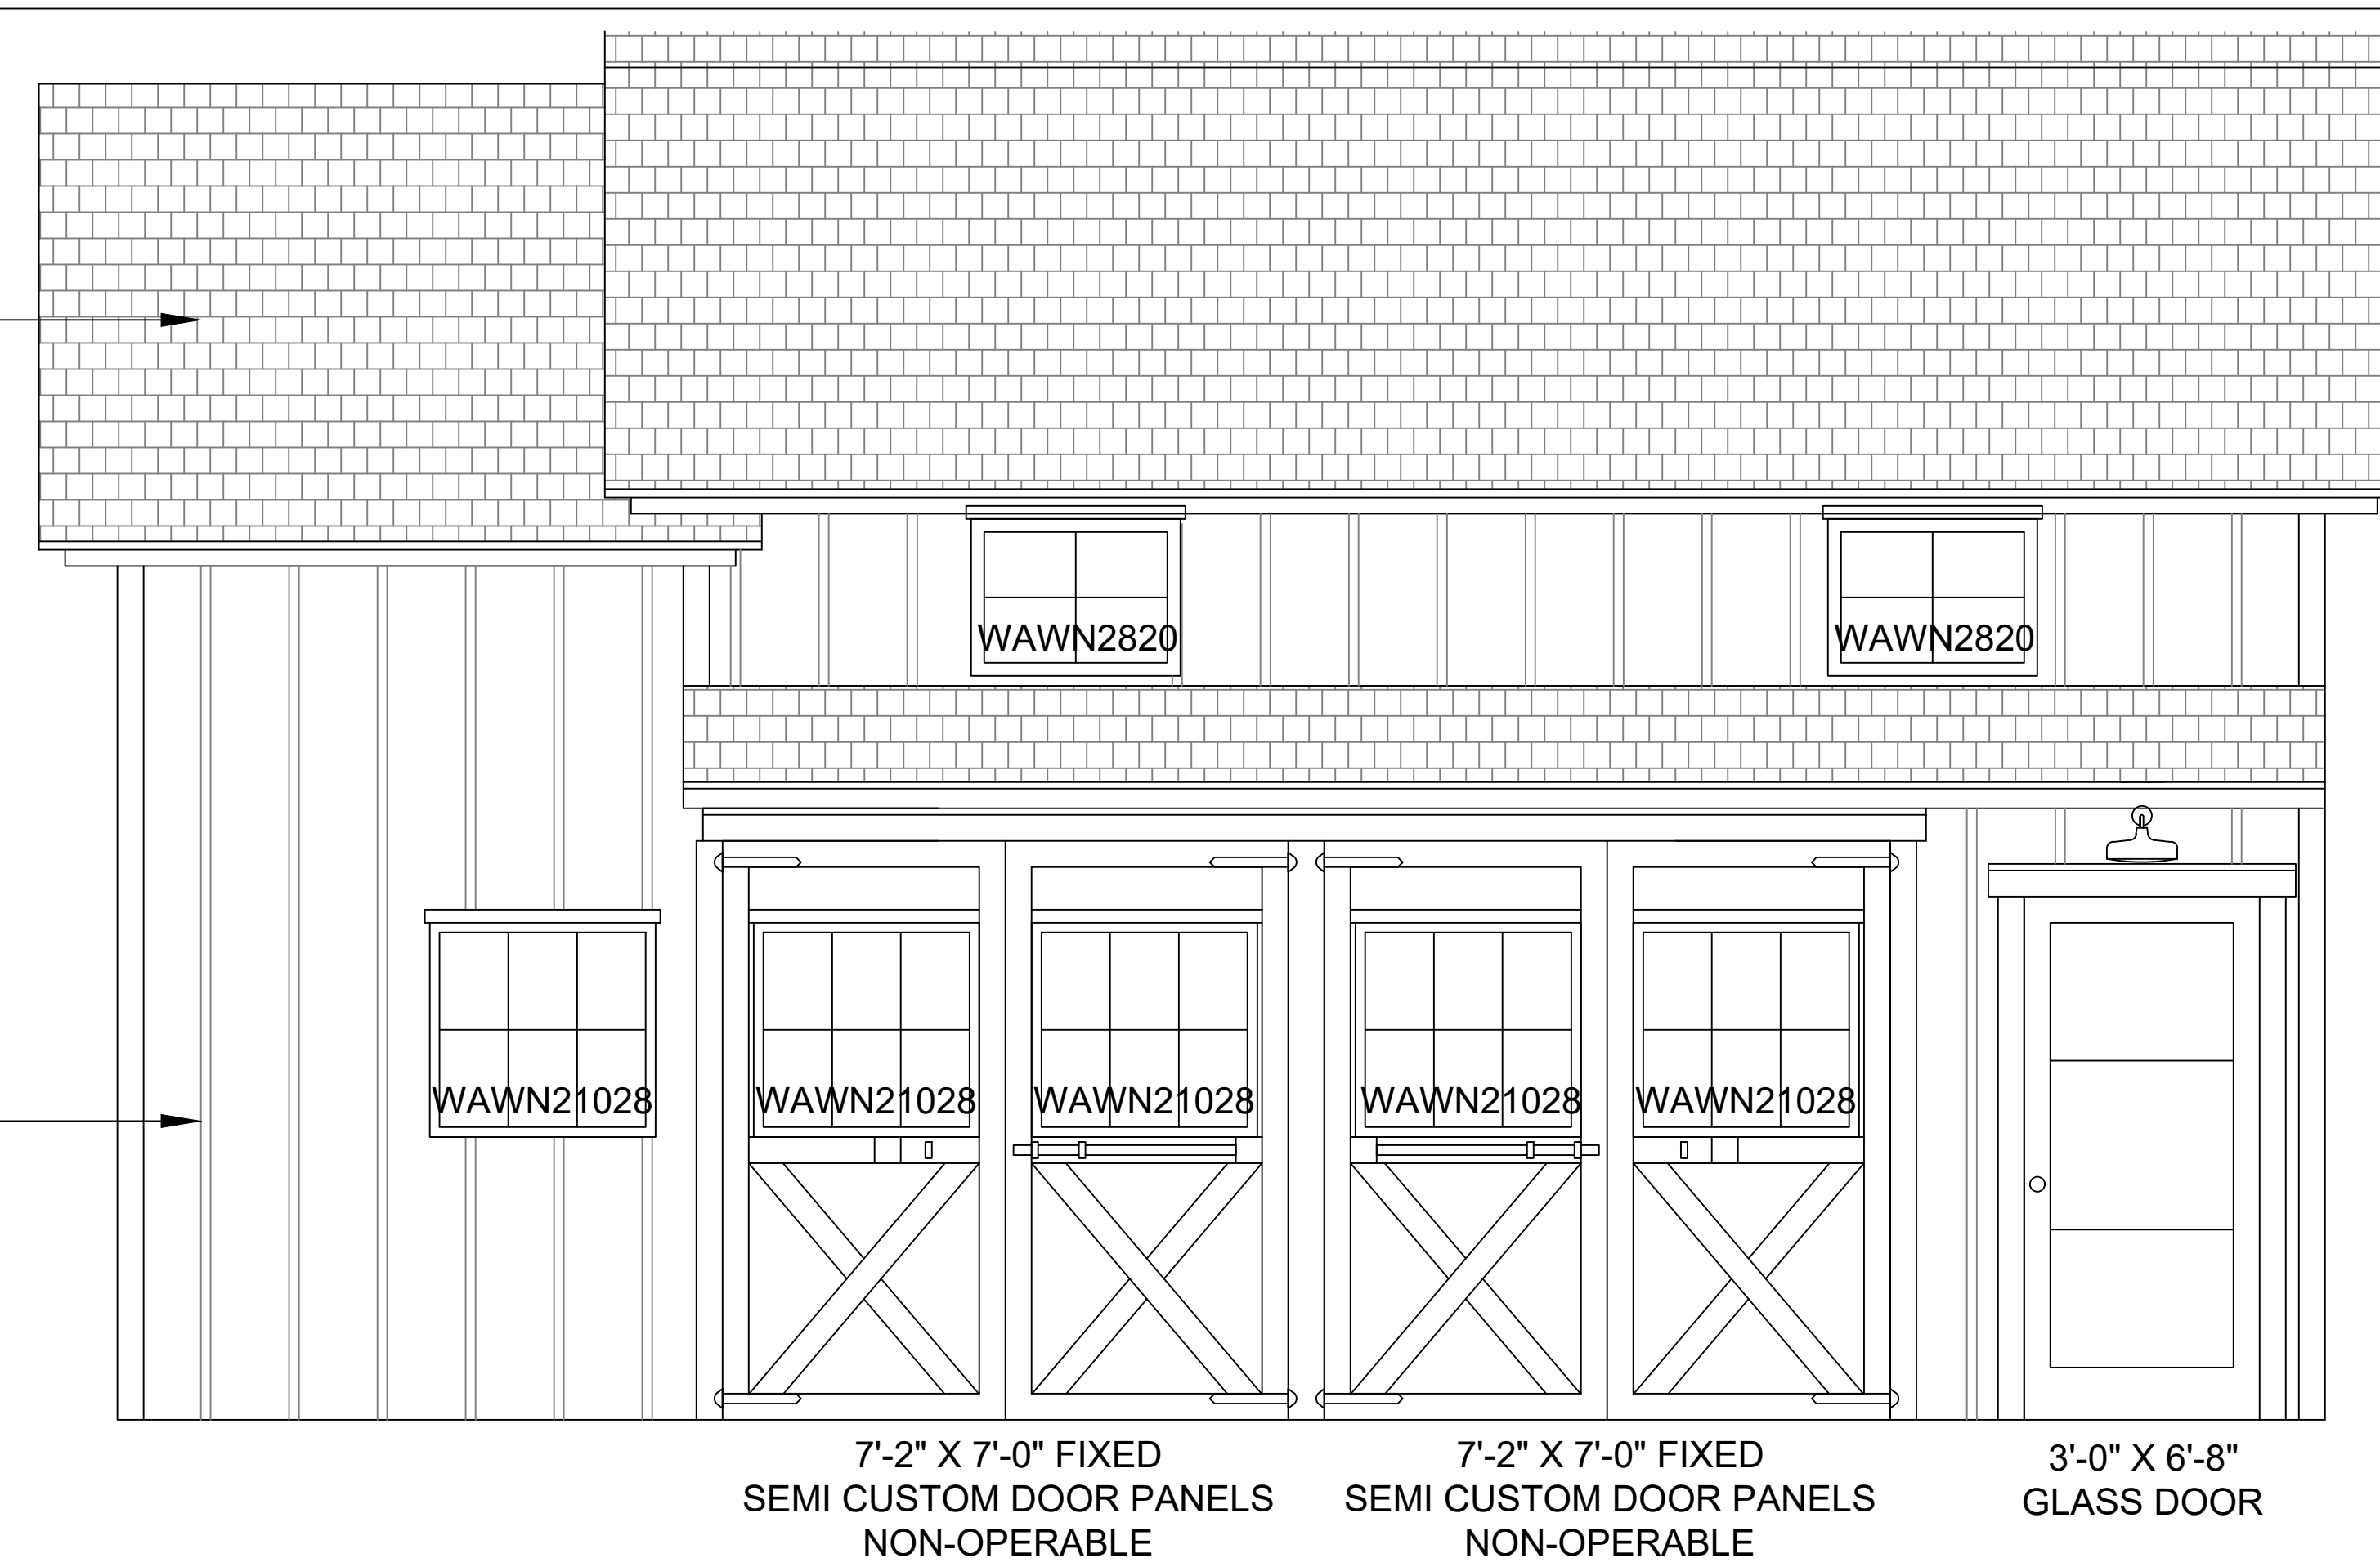 WAWN2820
WAWN2820
WAWN21028
WAWN21028
WAWN21028
WAWN21028
WAWN21028
7'-2" X 7'-0" FIXED
SEMI CUSTOM DOOR PANELS
NON-OPERABLE
7'-2" X 7'-0" FIXED
SEMI CUSTOM DOOR PANELS
NON-OPERABLE
3'-0" X 6'-8"
GLASS DOOR